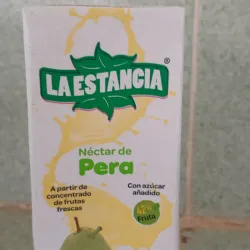 LA ESTANCIA®
Néctar de
Pera
A partir de
concentrado
de frutas
frescas
Con azúcar
añadido
Fruta